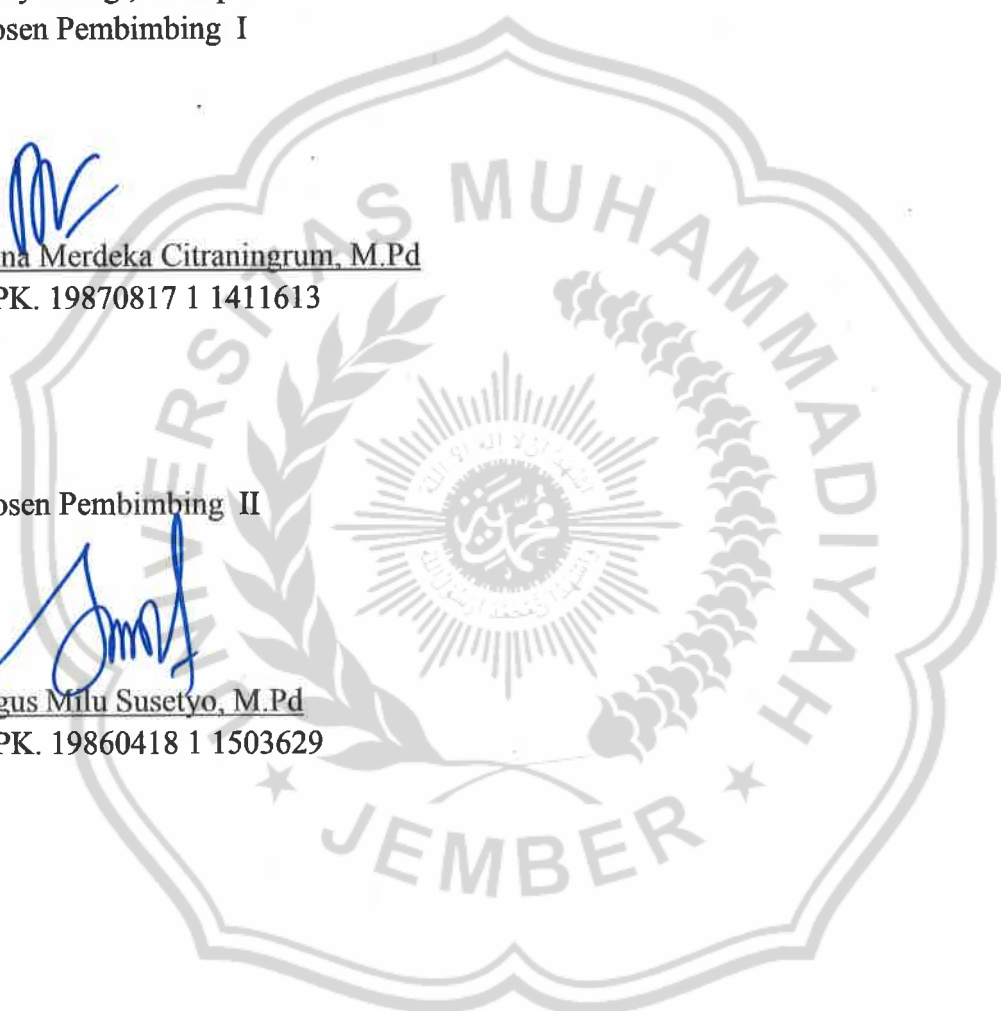 osen Pembimbing I
na Merdeka Citraningrum, M.Pd
PK. 19870817 1 1411613
osen Pembimbing II
gus Milu Susetyo, M.Pd
PK. 19860418 1 1503629
UNIVERSITAS MUHAMMADIYAH
JEMBER